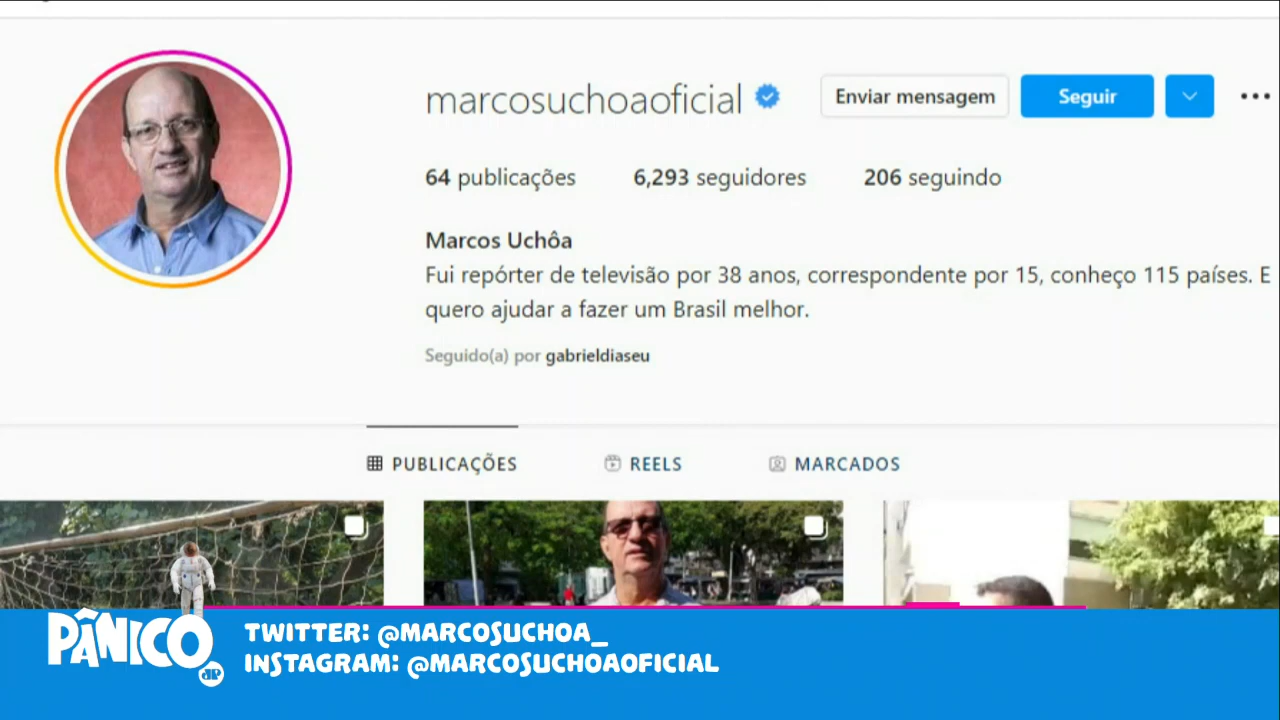 marcosuchoaoficial
Enviar mensagem
Seguir
64 publicações 6,293 seguidores 206 seguindo
Marcos Uchôa
Fui repórter de televisão por 38 anos, correspondente por 15, conheço 115 países. E
quero ajudar a fazer um Brasil melhor.
Seguido(a) por gabrieldiaseu
PUBLICAÇÕES
REELS
MARCADOS
PÂNICO
JP
TWITTER: @MARCOSUCHOA_
INSTAGRAM: @MARCOSUCHOAOFICIAL